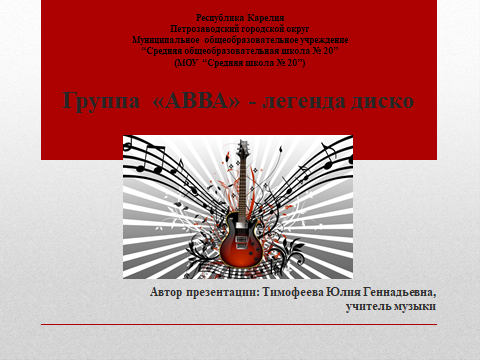 Республика Карелия
Петрозаводский городской округ
Муниципальное общеобразовательное учреждение
“Средняя общеобразовательная школа № 20”
(МОУ “Средняя школа № 20”)
Группа «АВВА» - легенда диско
Автор презентации: Тимофеева Юлия Геннадьевна,
учитель музыки